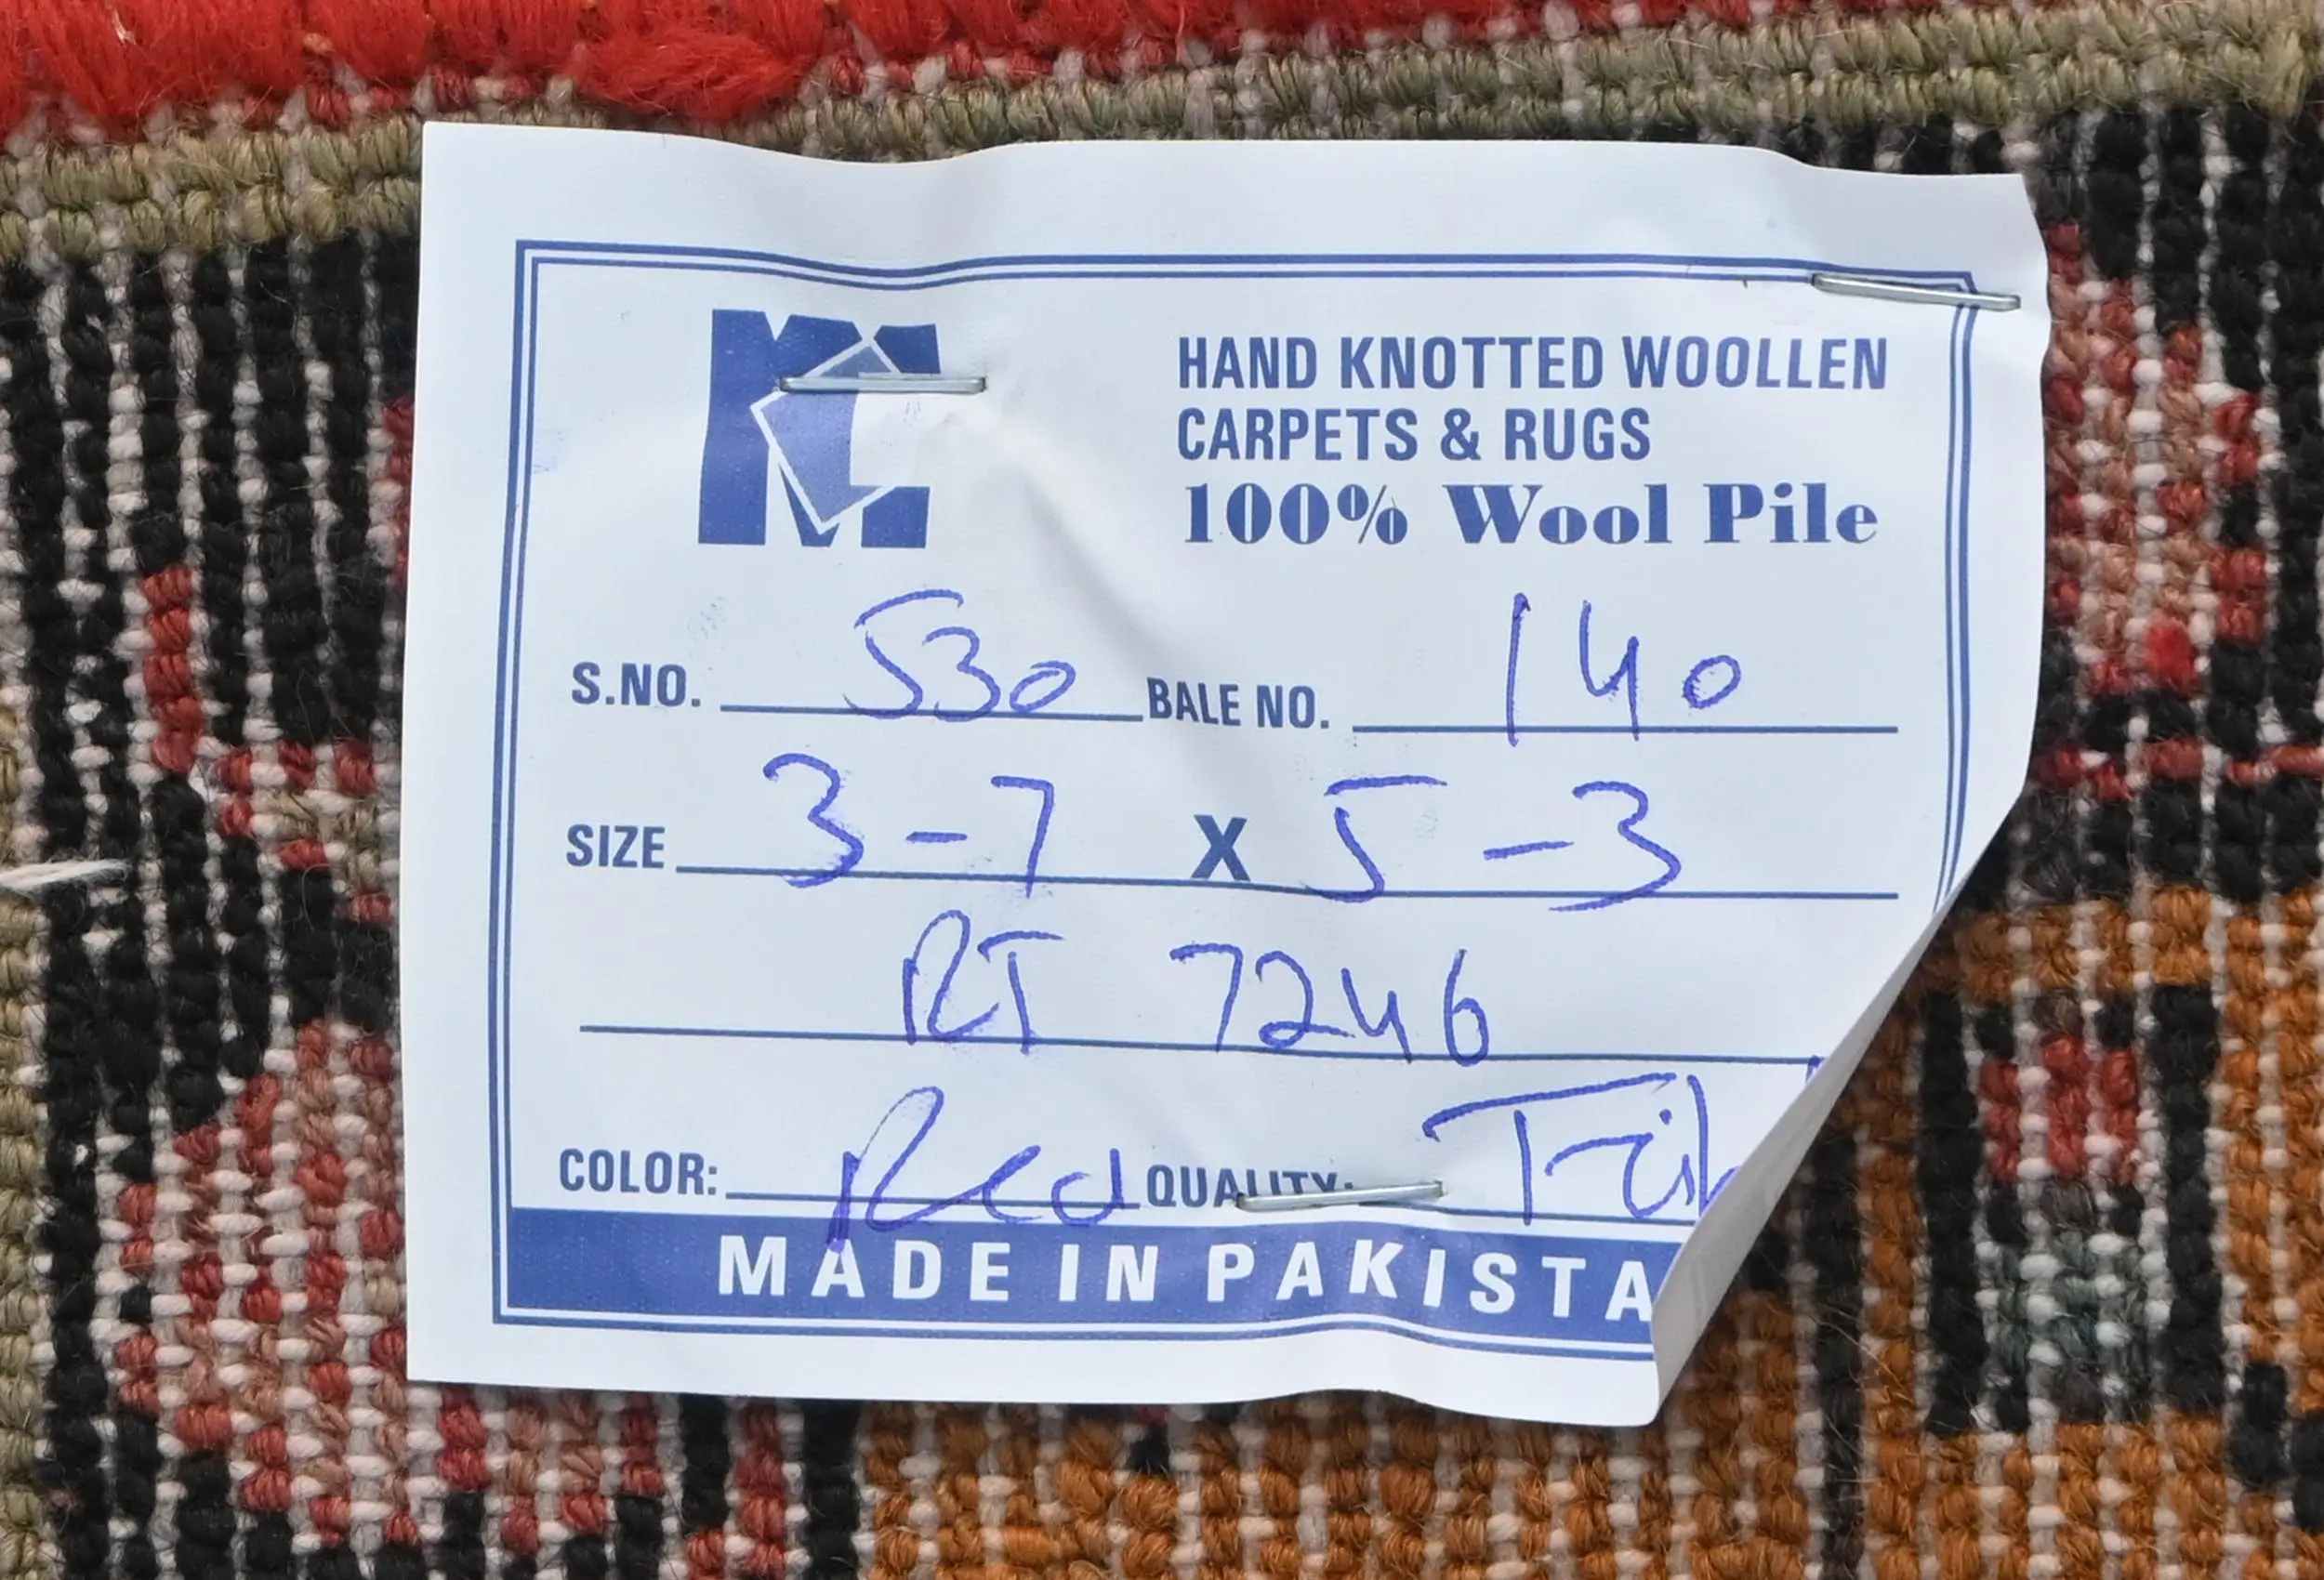 HAND KNOTTED WOOLLEN
CARPETS & RUGS
100% Wool Pile
S.NO. 530 BALE NO. 140
SIZE 3-7 X 5-3
RT 7246
COLOR: Red QUALITY:
MADE IN PAKISTA